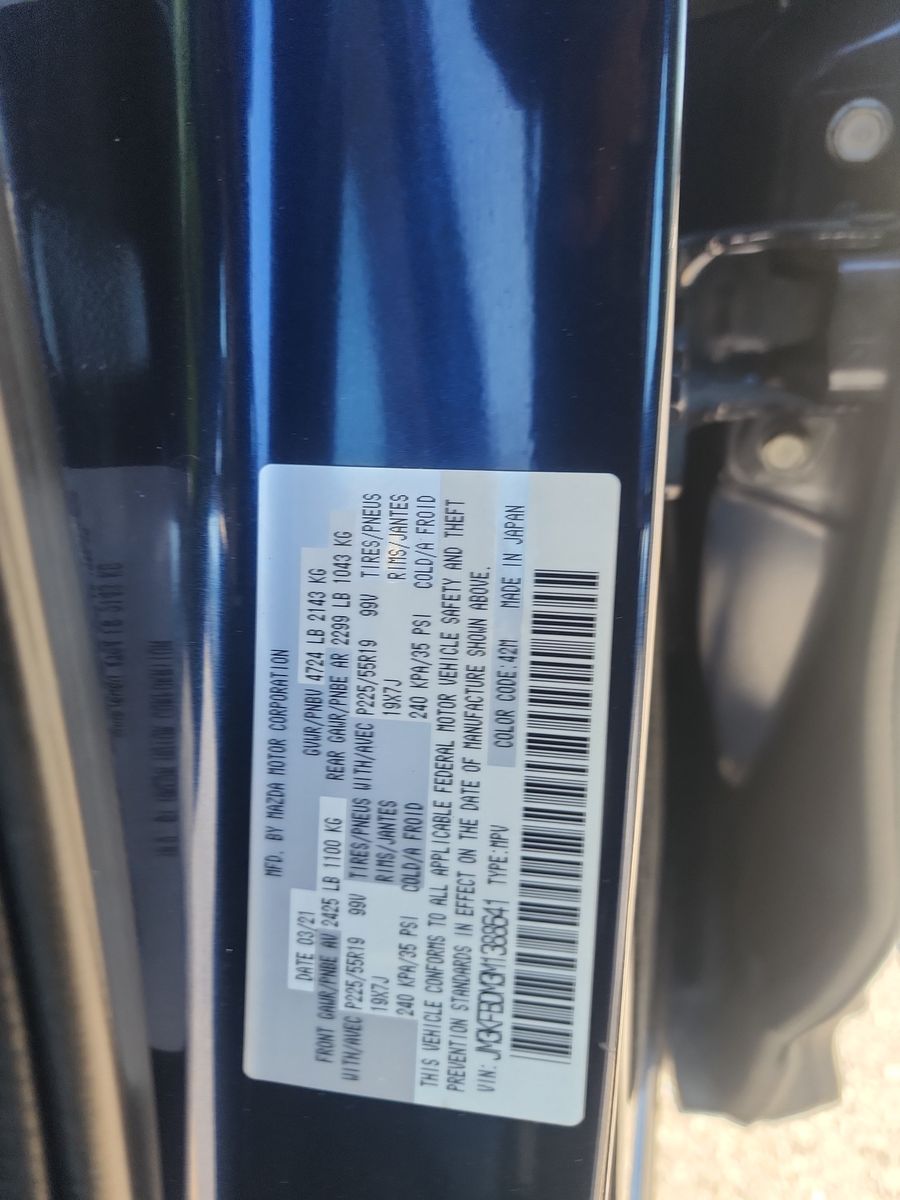 MFD. BY MAZDA MOTOR CORPORATION
DATE 03/21 GVWR/PNBV 4724 LB 2143 KG
FRONT GAWR/PNBE AV 2425 LB 1100 KG REAR GAWR/PNBE AR 2299 LB 1043 KG
WITH/AVEC P225/55R19 99V TIRES/PNEUS WITH/AVEC P225/55R19 99V TIRES/PNEUS
19X7J RIMS/JANTES 19X7J RIMS/JANTES
240 KPA/35 PSI COLD/A FROID 240 KPA/35 PSI COLD/A FROID
THIS VEHICLE CONFORMS TO ALL APPLICABLE FEDERAL MOTOR VEHICLE SAFETY AND THEFT
PREVENTION STANDARDS IN EFFECT ON THE DATE OF MANUFACTURE SHOWN ABOVE.
VIN: JM3KFBDM3M1388641 TYPE:MPV COLOR CODE:42M MADE IN JAPAN